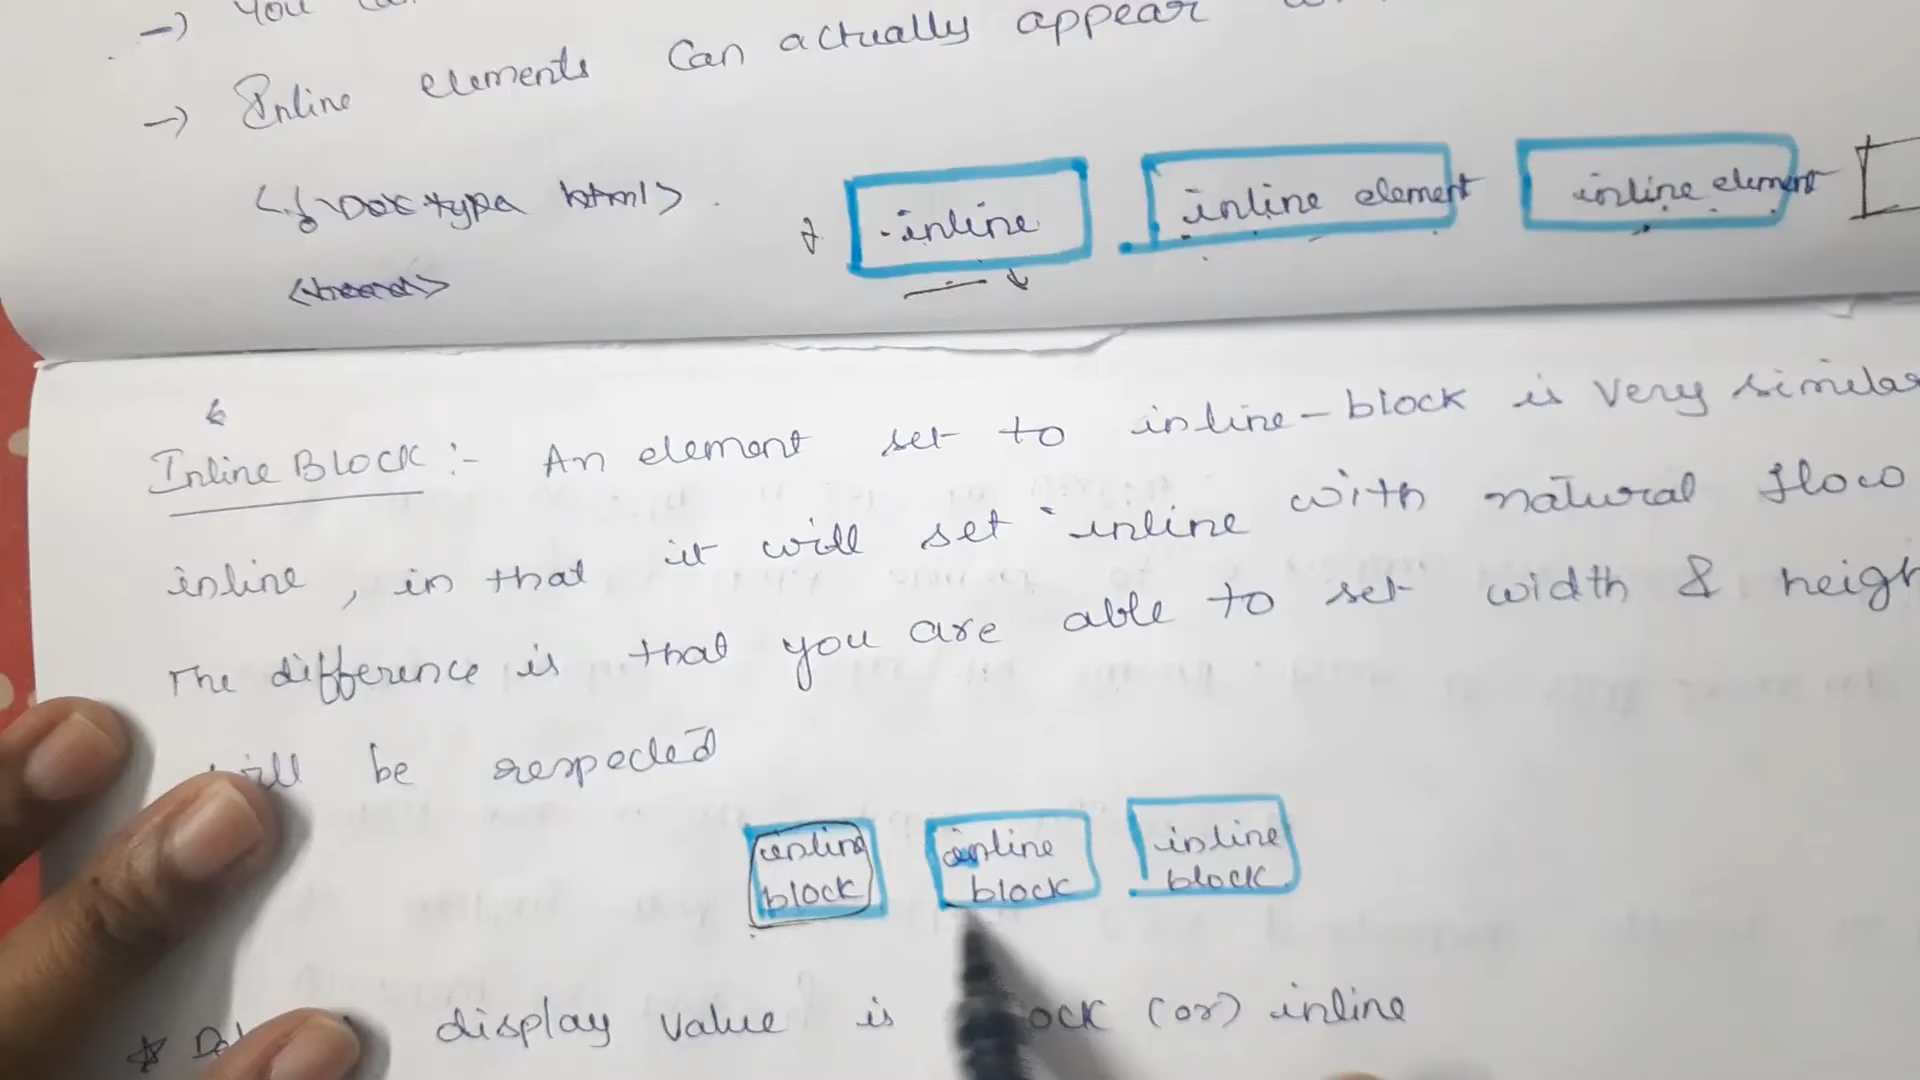 → You
→ Inline elements can actually appear
<!Doctype html>.
inline inline element inline element
<head>
Inline Block :- An element set to inline-block is very similar
inline, in that it will set inline with natural flow
The difference is that you are able to set width & heigh
will be respected
inline block inline block inline block
display value is ock (or) inline